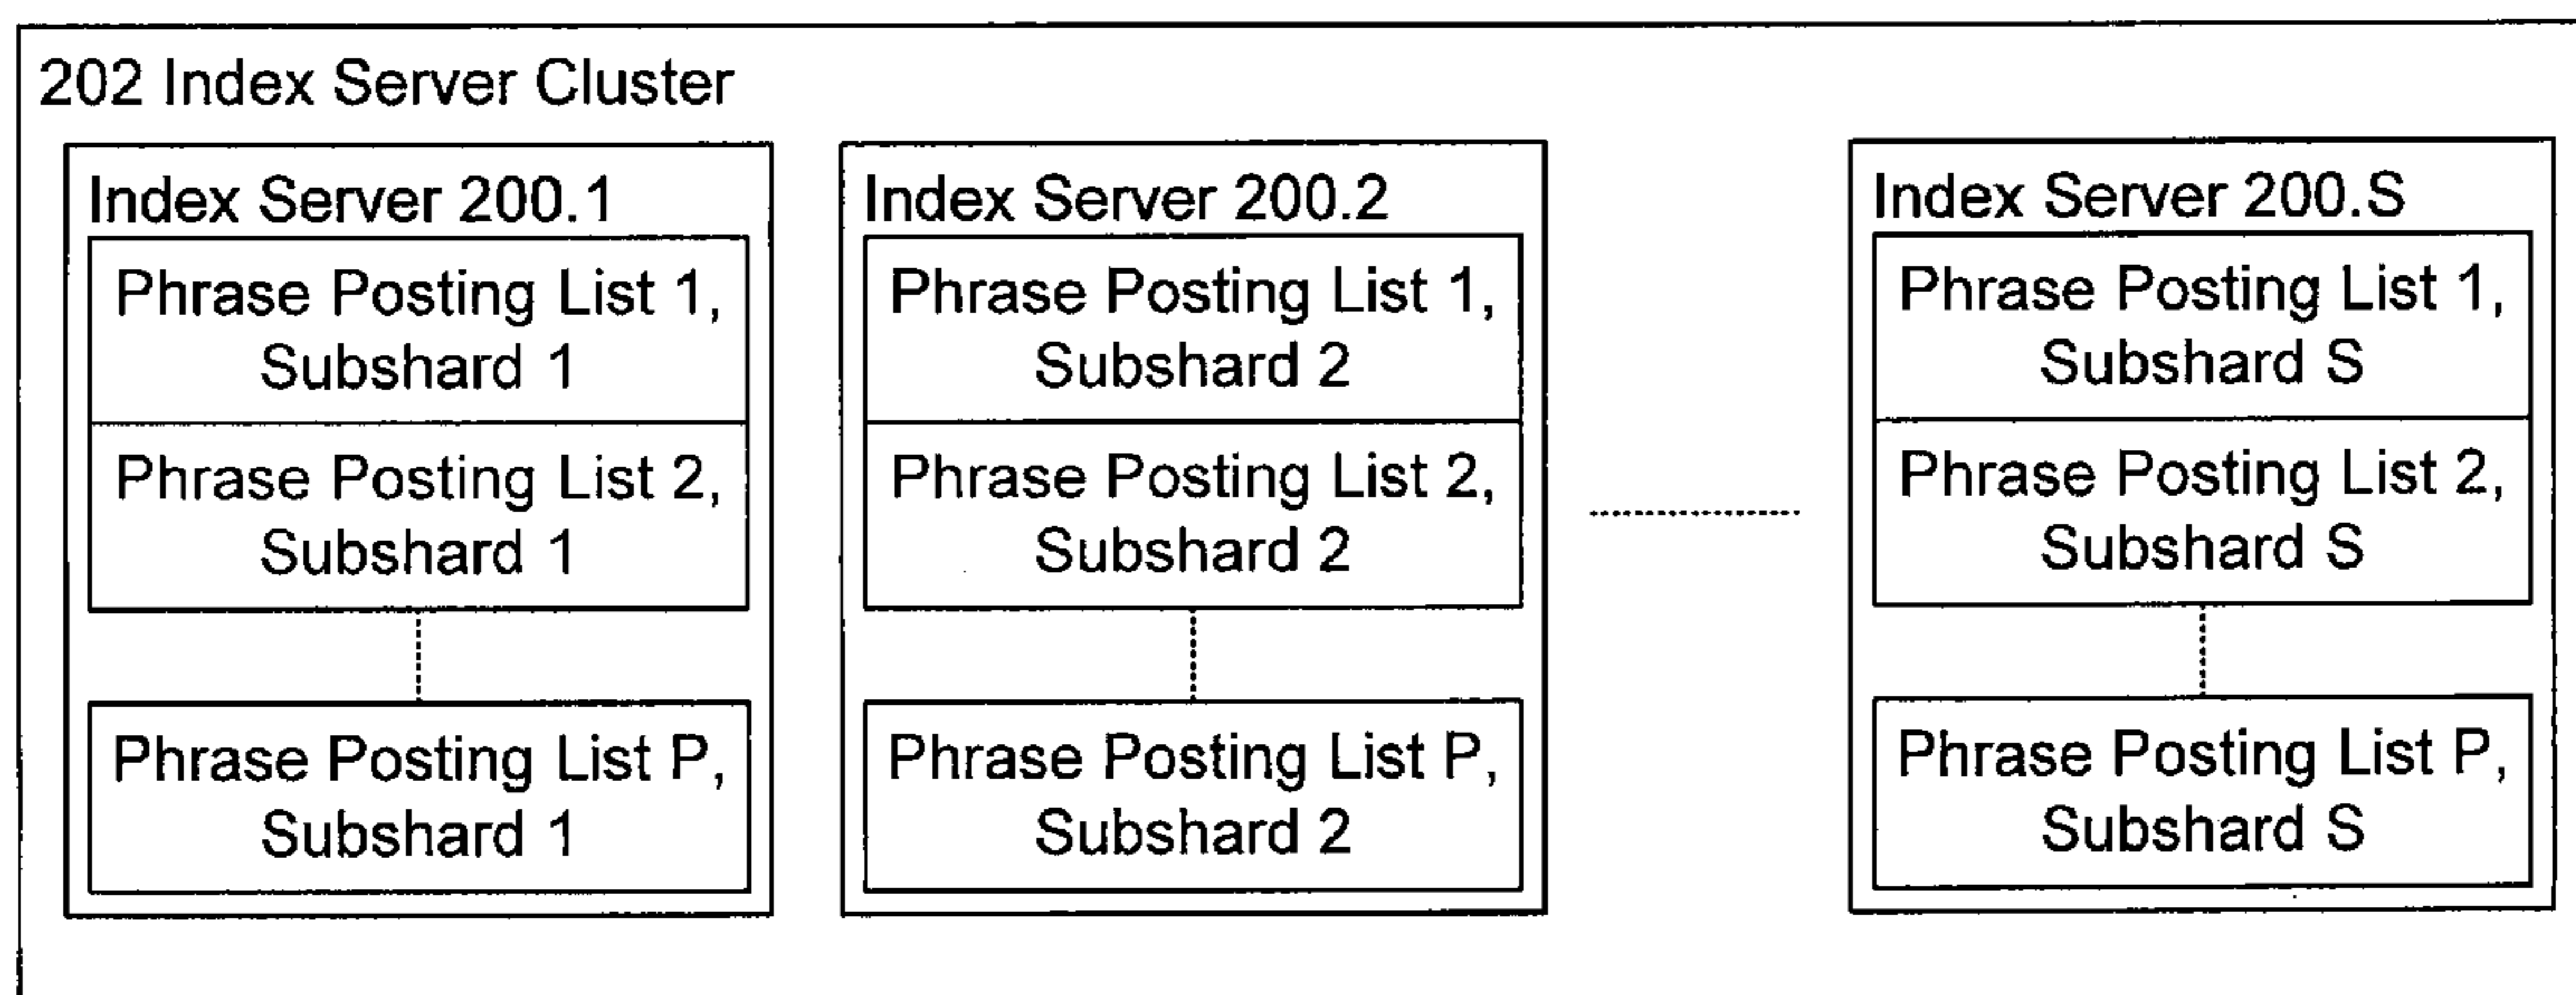 202 Index Server Cluster
Index Server 200.1
Phrase Posting List 1,
Subshard 1
Phrase Posting List 2,
Subshard 1
Phrase Posting List P,
Subshard 1
Index Server 200.2
Phrase Posting List 1,
Subshard 2
Phrase Posting List 2,
Subshard 2
Phrase Posting List P,
Subshard 2
Index Server 200.S
Phrase Posting List 1,
Subshard S
Phrase Posting List 2,
Subshard S
Phrase Posting List P,
Subshard S